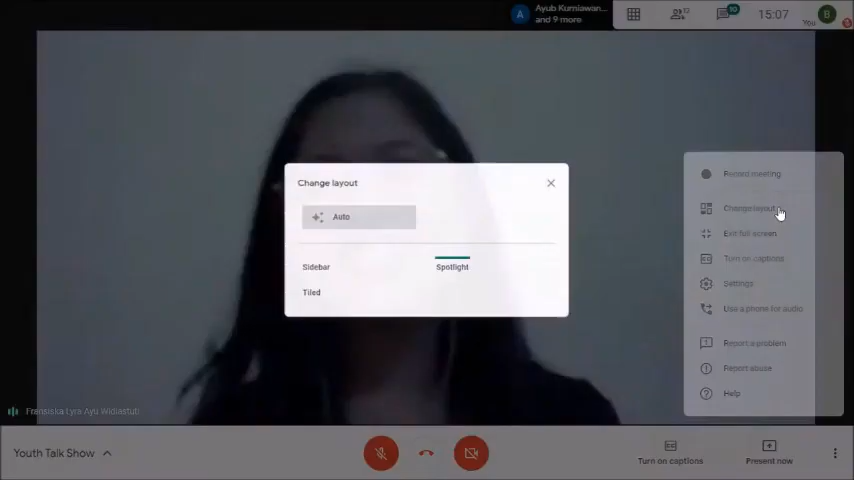 A
Ayub Kurniawan...
and 9 more
12
10
15:07
You
B
Change layout
Auto
Sidebar
Spotlight
Tiled
Record meeting
Change layout
Exit full screen
Turn on captions
Settings
Use a phone for audio
Report a problem
Report abuse
Help
Fransiska Lyra Ayu Widiastuti
Youth Talk Show
Turn on captions
Present now